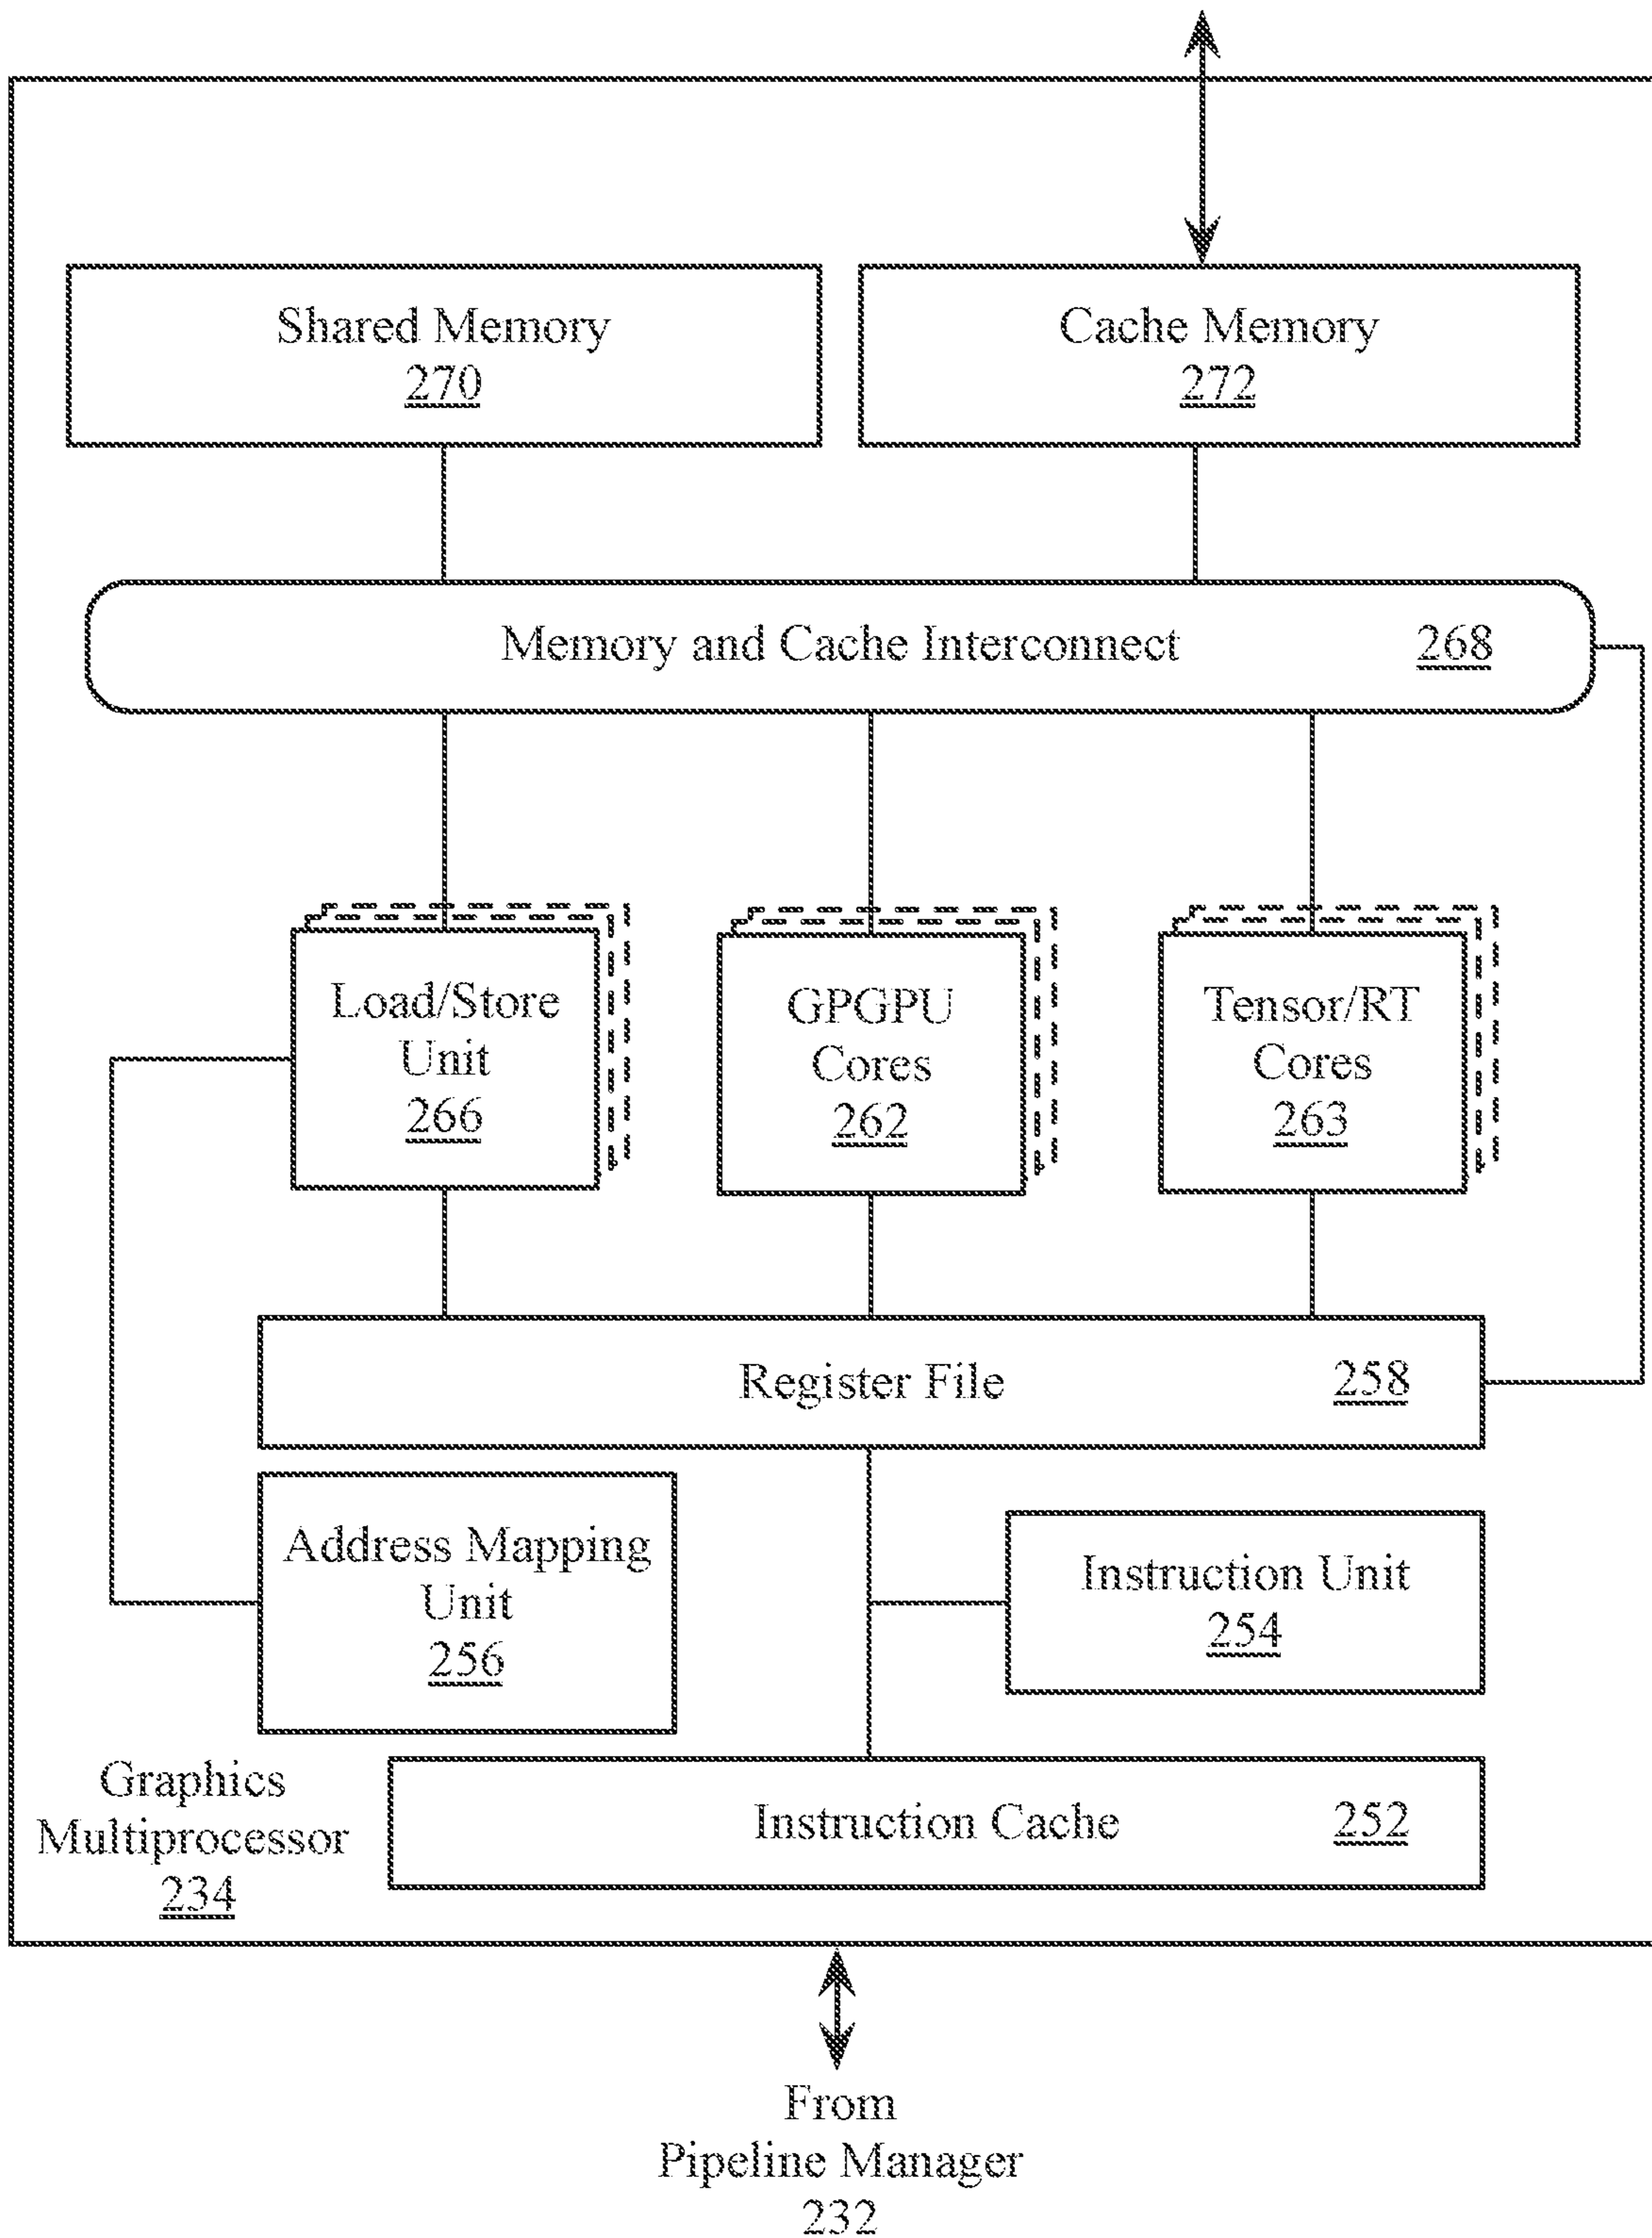 Shared Memory
270
Cache Memory
272
Memory and Cache Interconnect 268
Load/Store
Unit
266
GPGPU
Cores
262
Tensor/RT
Cores
263
Register File 258
Address Mapping
Unit
256
Instruction Unit
254
Graphics
Multiprocessor
234
Instruction Cache 252
From
Pipeline Manager
232